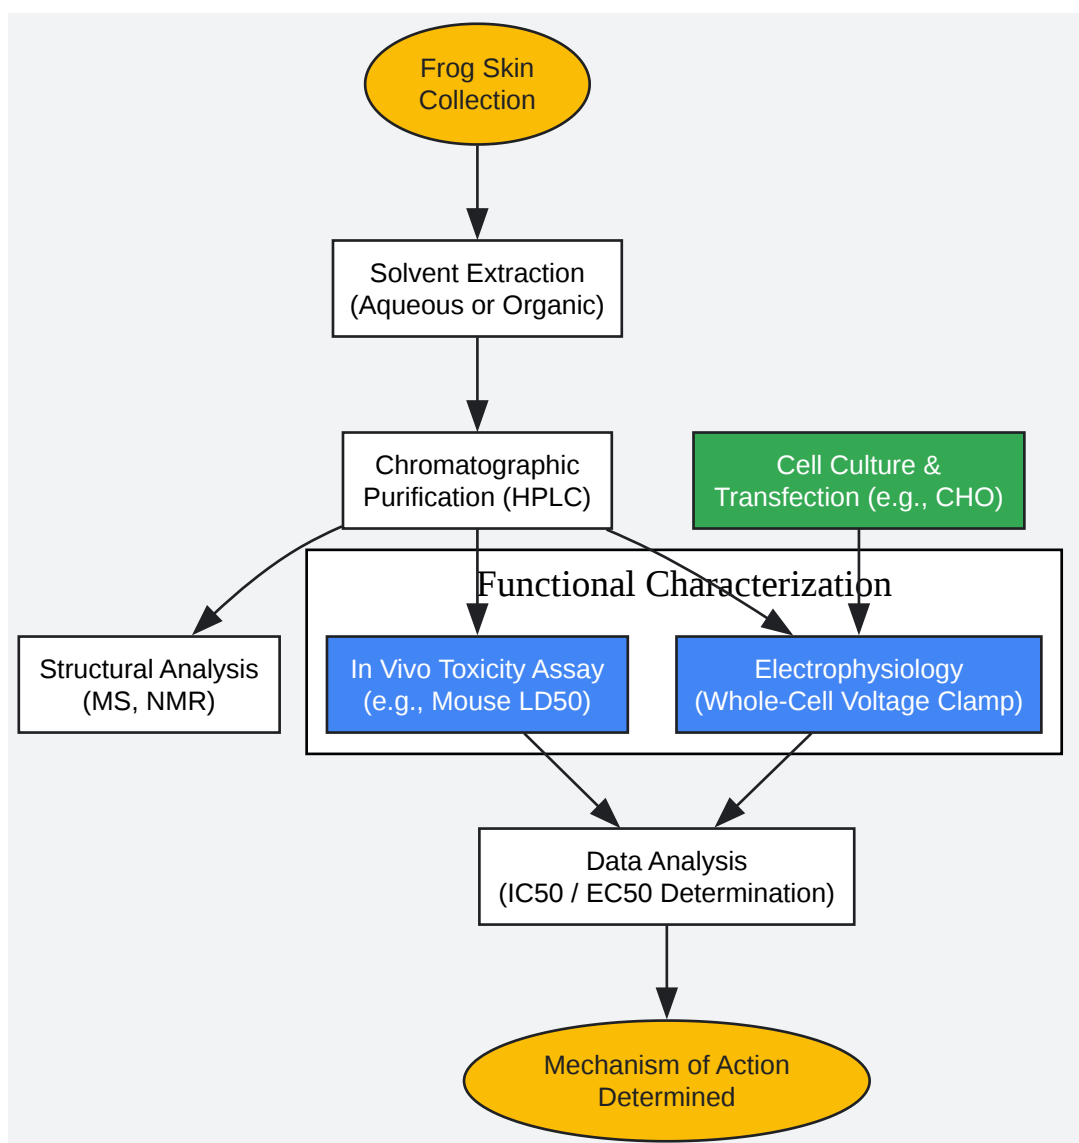 Frog Skin
Collection
Solvent Extraction
(Aqueous or Organic)
Chromatographic
Purification (HPLC)
Cell Culture &
Transfection (e.g., CHO)
Functional Characterization
Structural Analysis
(MS, NMR)
In Vivo Toxicity Assay
(e.g., Mouse LD50)
Electrophysiology
(Whole-Cell Voltage Clamp)
Data Analysis
(IC50 / EC50 Determination)
Mechanism of Action
Determined